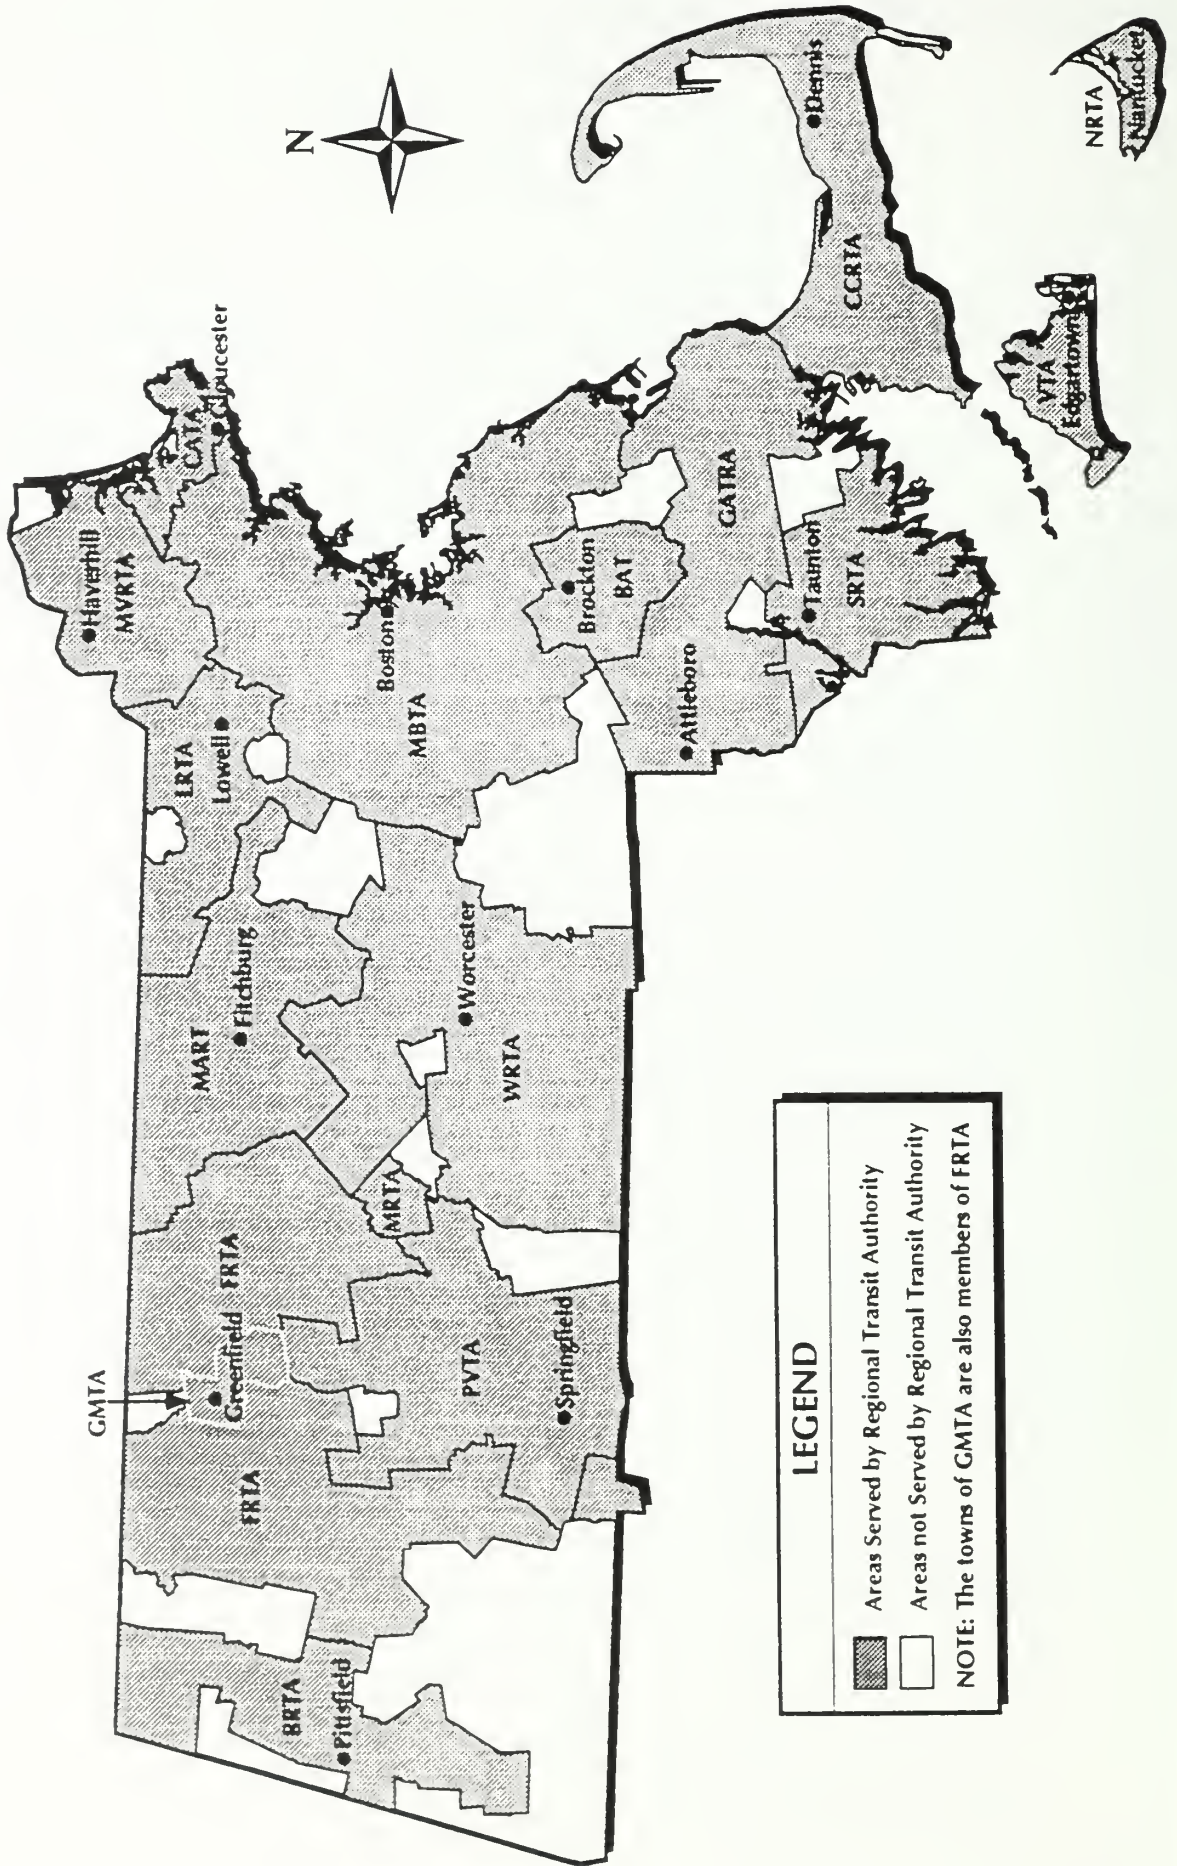 N
GMTA
FRTA
Greenfield
FRTA
BRTA
Pittsfield
PVTA
Springfield
MRTA
MART
Fitchburg
Worcester
WRTA
LRTA
Lowell
Haverhill
MVRTA
CATA
Gloucester
Boston
MBTA
Brockton
BAT
Attleboro
GATRA
Taunton
SRTA
CCRTA
Dennis
VTA
Edgartown
NRTA
Nantucket
LEGEND
Areas Served by Regional Transit Authority
Areas not Served by Regional Transit Authority
NOTE: The towns of GMTA are also members of FRTA